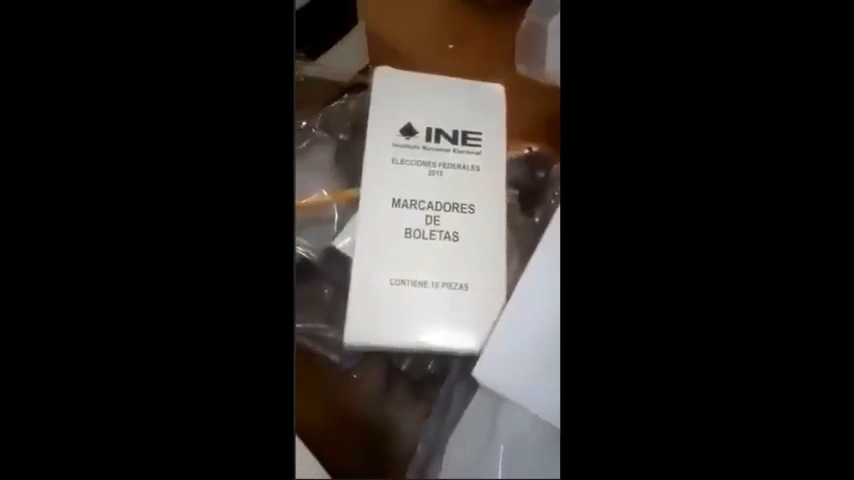 INE
Instituto Nacional Electoral
ELECCIONES FEDERALES
2015
MARCADORES
DE
BOLETAS
CONTIENE 10 PIEZAS